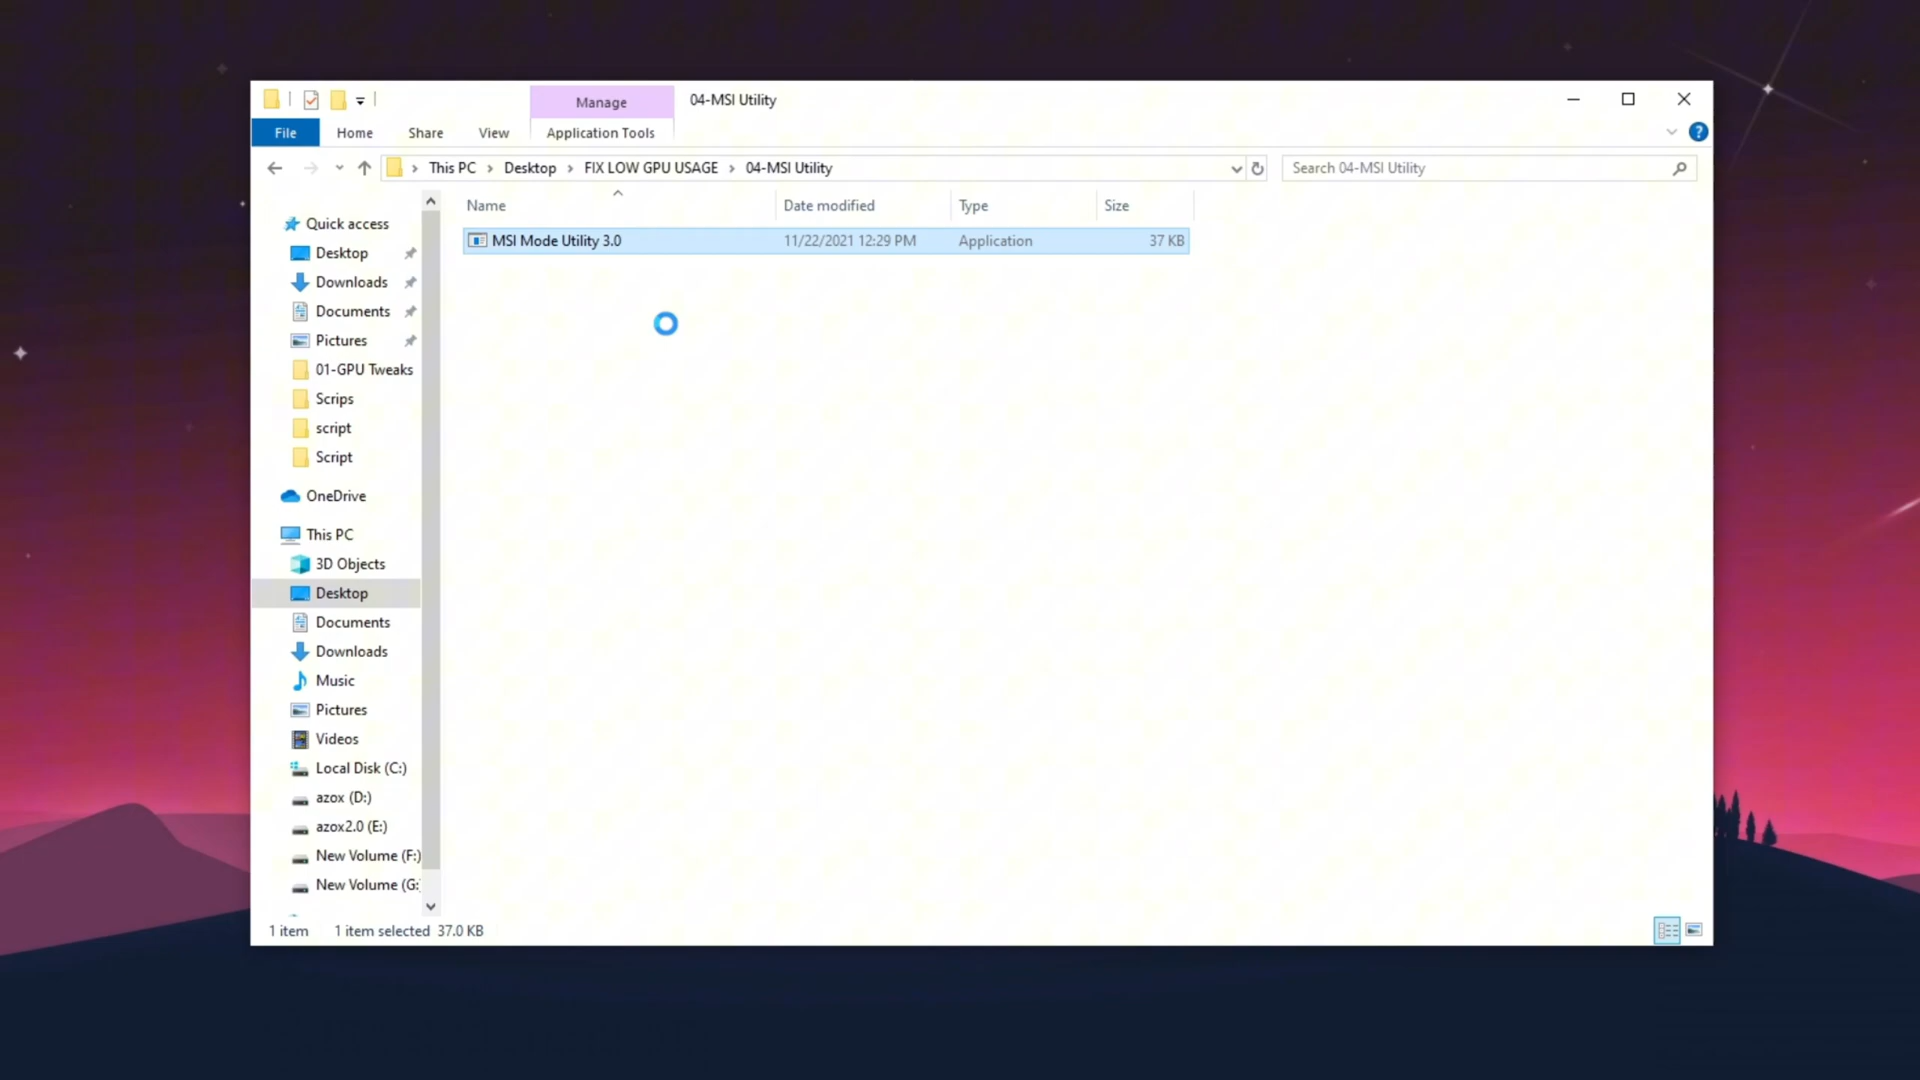 Manage
04-MSI Utility
File
Home
Share
View
Application Tools
This PC
Desktop
FIX LOW GPU USAGE
04-MSI Utility
Search 04-MSI Utility
Name
Date modified
Type
Size
MSI Mode Utility 3.0
11/22/2021 12:29 PM
Application
37 KB
Quick access
Desktop
Downloads
Documents
Pictures
01-GPU Tweaks
Scrips
script
Script
OneDrive
This PC
3D Objects
Desktop
Documents
Downloads
Music
Pictures
Videos
Local Disk (C:)
azox (D:)
azox2.0 (E:)
New Volume (F:)
New Volume (G:
1 item
1 item selected 37.0 KB